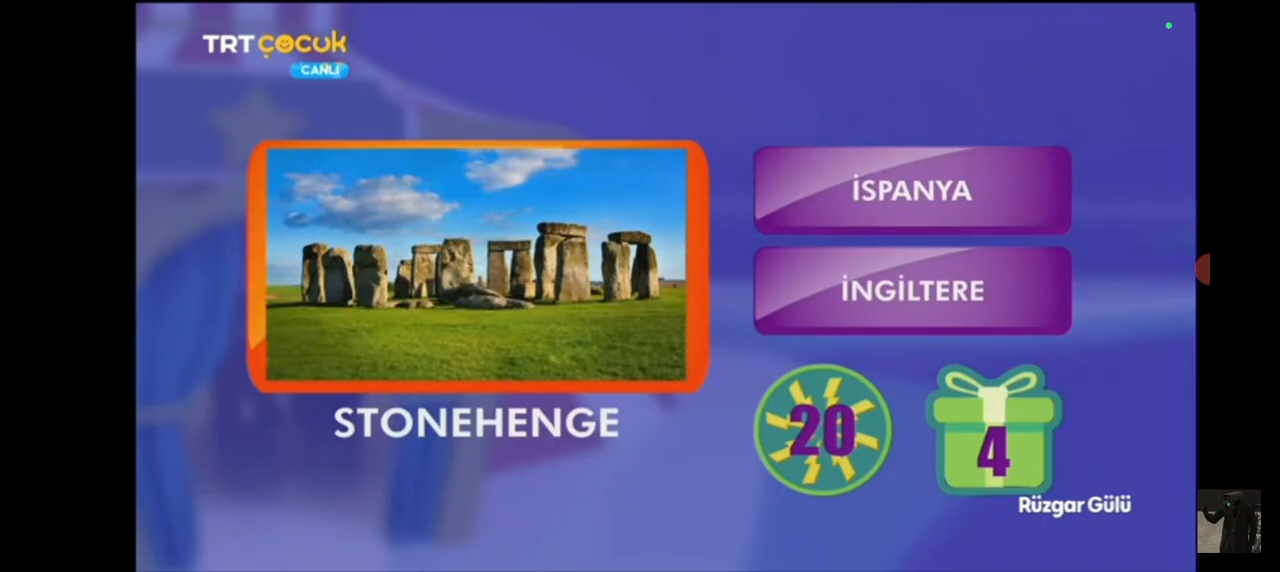 TRT çocuk
CANLI
İSPANYA
İNGİLTERE
STONEHENGE
20
4
Rüzgar Gülü